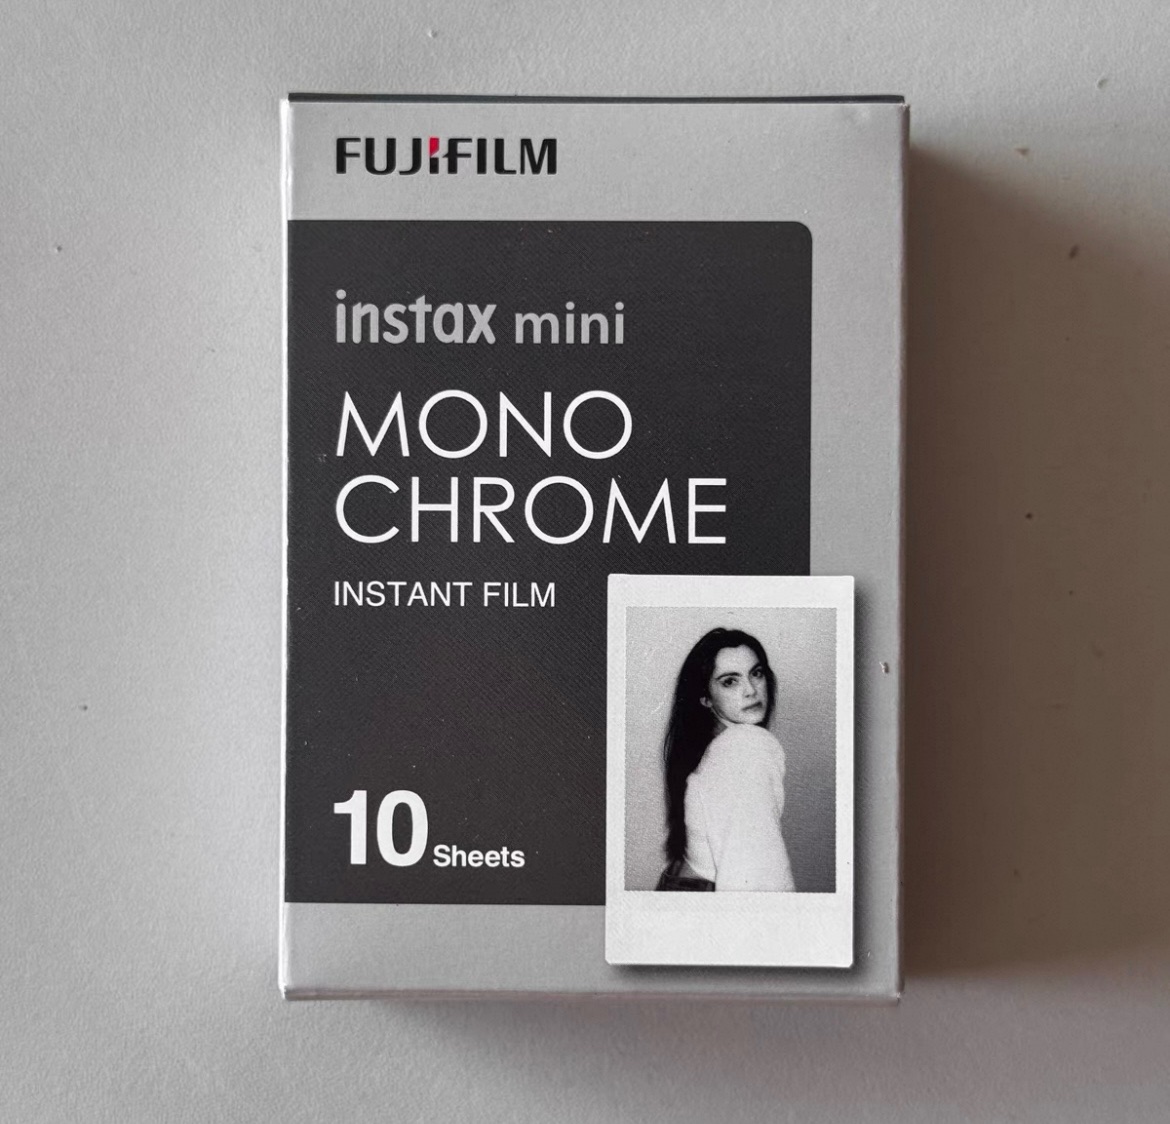 FUJIFILM
instax mini
MONO
CHROME
INSTANT FILM
10 Sheets